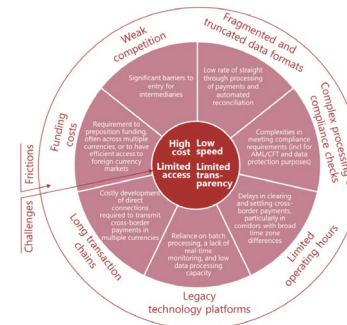 Weak
competition
Fragmented and
truncated data formats
Significant barriers to
entry for
intermediaries
Low rate of straight
through processing
of payments and
automated
reconciliation
Funding
costs
Requirement to
preposition funding,
often across multiple
currencies, or to have
efficient access to
foreign currency
markets
High
cost
Low
speed
Limited
access
Limited
trans-
parency
Complexities in
meeting compliance
requirements (incl for
AML/CFT and data
protection purposes)
Complex processing of
compliance checks
Frictions
Challenges
Costly development
of direct
connections
required to transmit
cross-border
payments in
multiple currencies
Delays in clearing
and settling cross-
border payments,
particularly in
corridors with broad
time zone
differences
Reliance on batch
processing, a lack of
real-time
monitoring, and low
data processing
capacity
Long transaction
chains
Limited
operating hours
Legacy
technology platforms